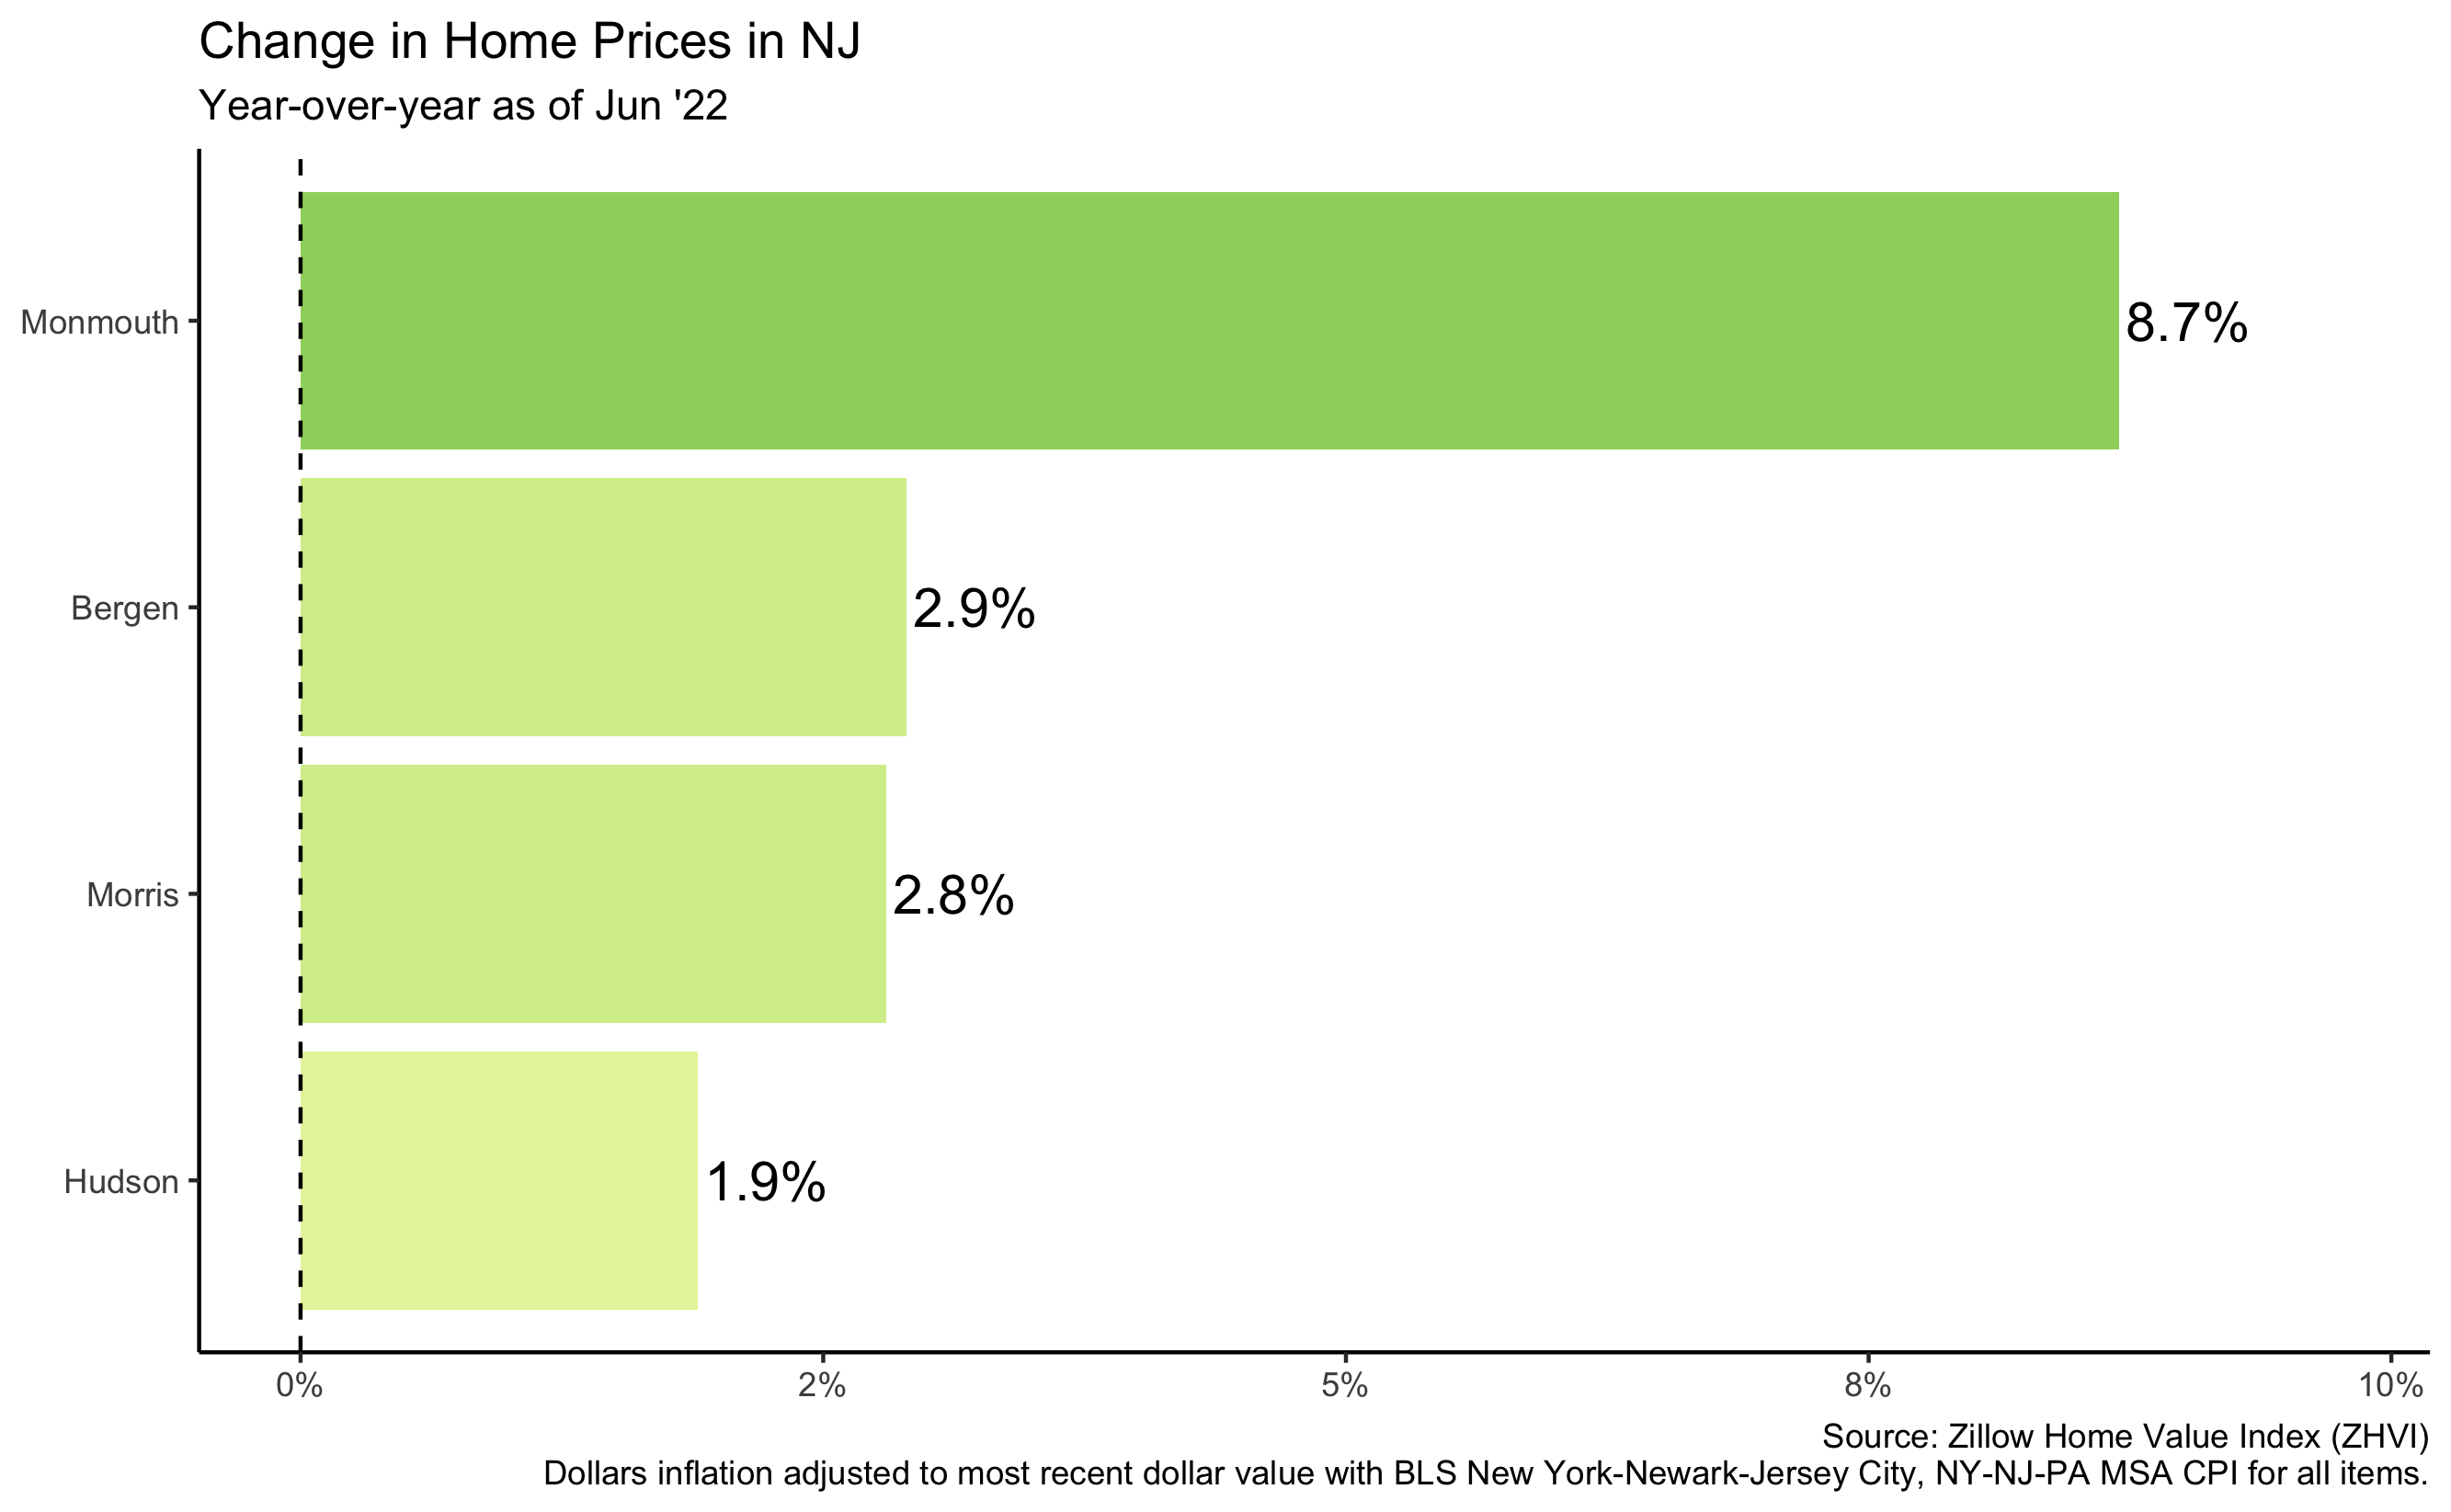 Change in Home Prices in NJ
Year-over-year as of Jun '22
Monmouth
8.7%
Bergen
2.9%
Morris
2.8%
Hudson
1.9%
0% 2% 5% 8% 10%
Source: Zillow Home Value Index (ZHVI)
Dollars inflation adjusted to most recent dollar value with BLS New York-Newark-Jersey City, NY-NJ-PA MSA CPI for all items.